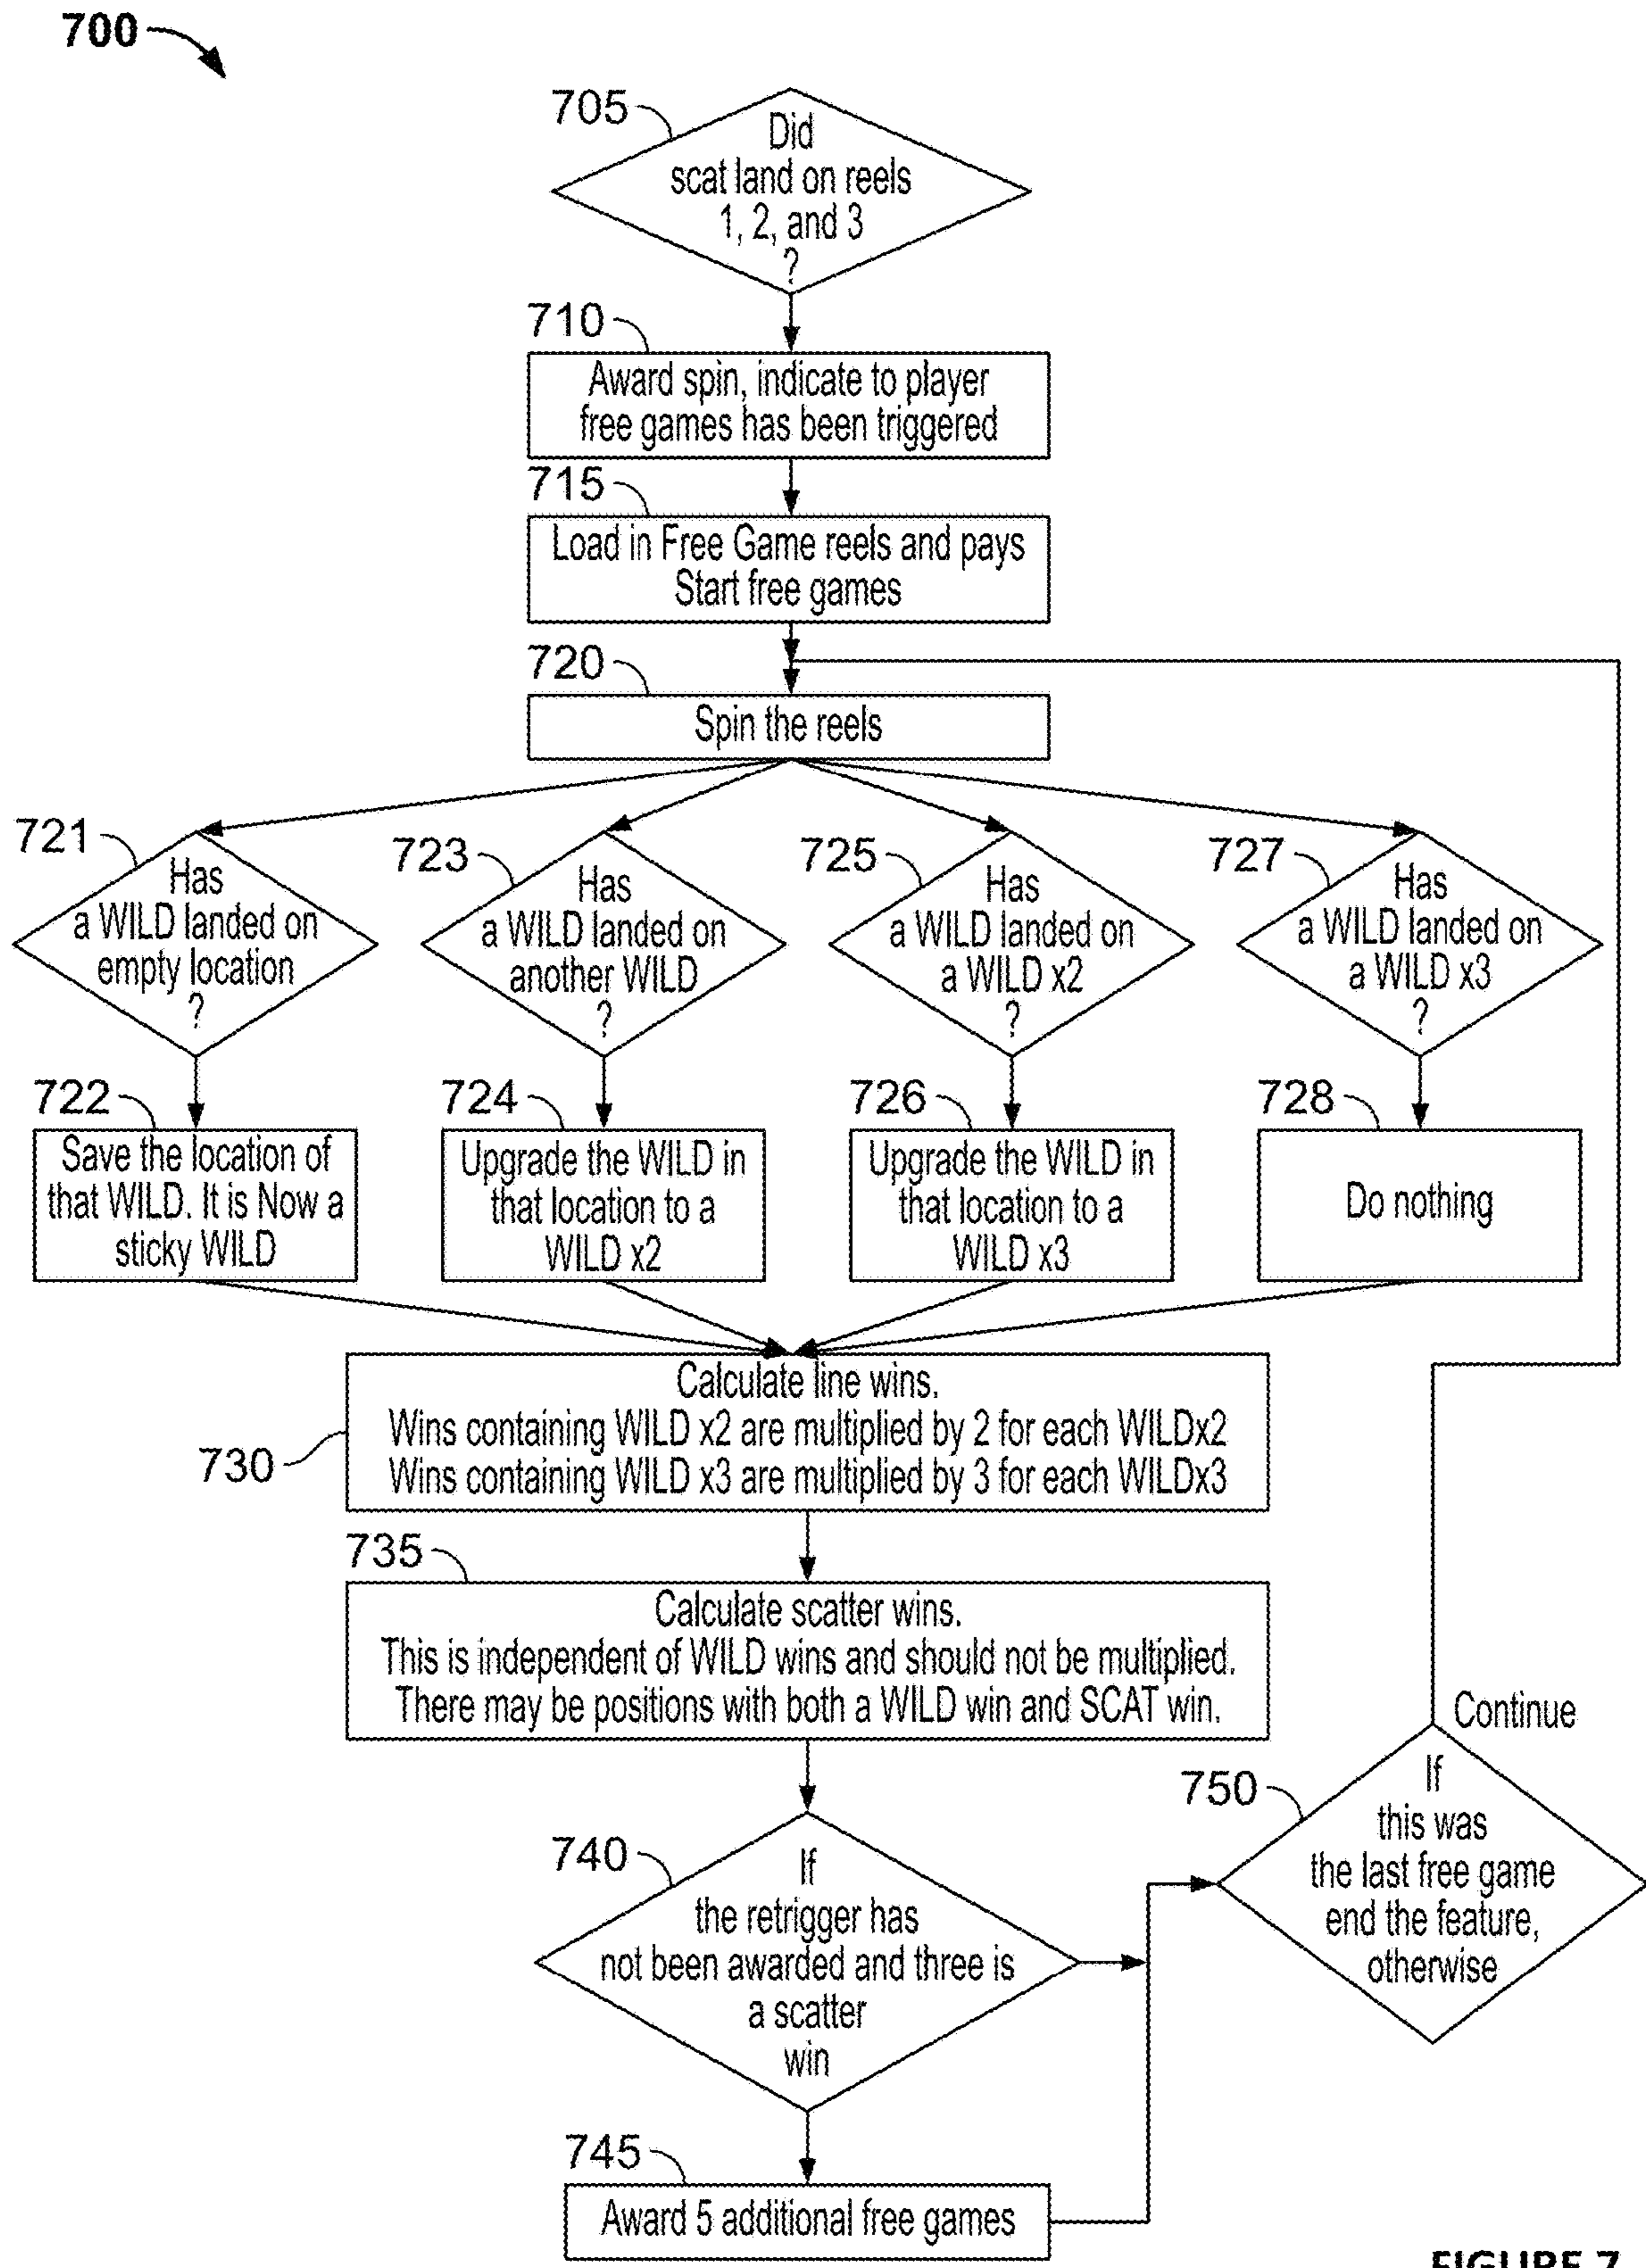 700
705
Did
scat land on reels
1, 2, and 3
?
710
Award spin, indicate to player
free games has been triggered
715
Load in Free Game reels and pays
Start free games
720
Spin the reels
721
Has
a WILD landed on
empty location
?
723
Has
a WILD landed on
another WILD
?
725
Has
a WILD landed on
a WILD x2
?
727
Has
a WILD landed on
a WILD x3
?
722
Save the location of
that WILD. It is Now a
sticky WILD
724
Upgrade the WILD in
that location to a
WILD x2
726
Upgrade the WILD in
that location to a
WILD x3
728
Do nothing
730
Calculate line wins.
Wins containing WILD x2 are multiplied by 2 for each WILDx2
Wins containing WILD x3 are multiplied by 3 for each WILDx3
735
Calculate scatter wins.
This is independent of WILD wins and should not be multiplied.
There may be positions with both a WILD win and SCAT win.
740
If
the retrigger has
not been awarded and three is
a scatter
win
745
Award 5 additional free games
750
If
this was
the last free game
end the feature,
otherwise
Continue
FIGURE 7